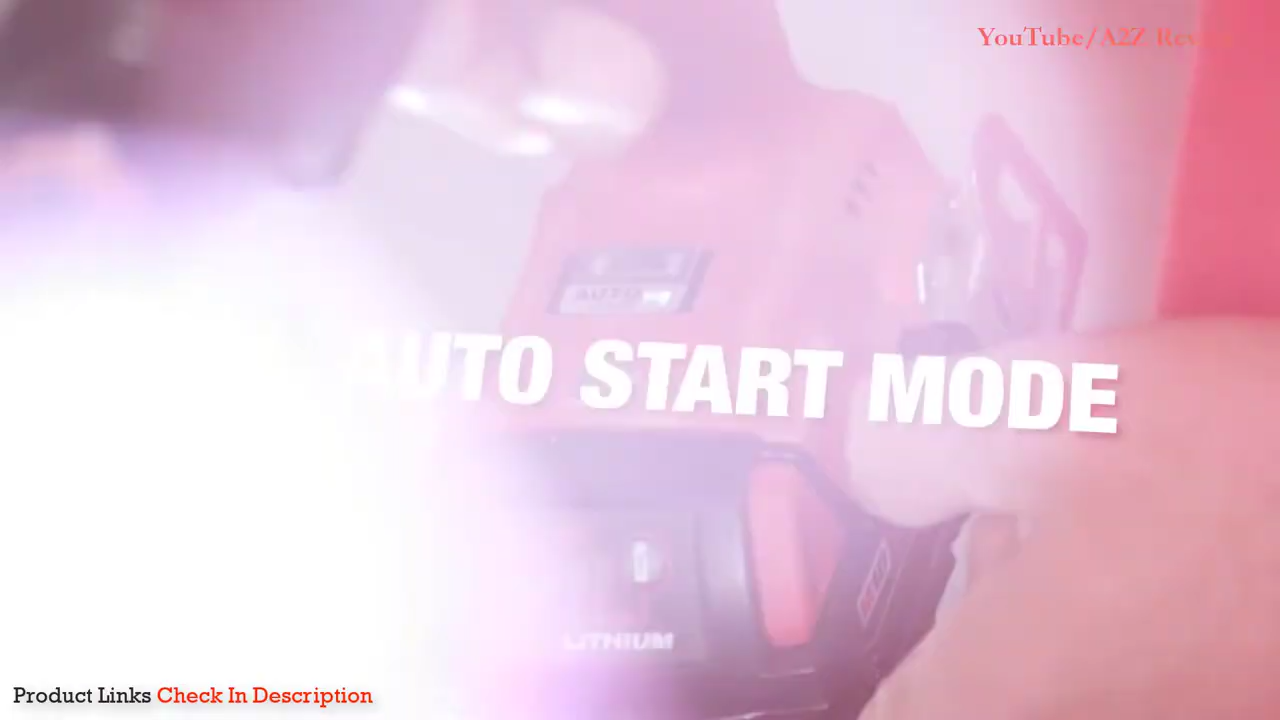 YouTube/A2Z Review
AUTO
AUTO START MODE
LITHIUM
Product Links Check In Description